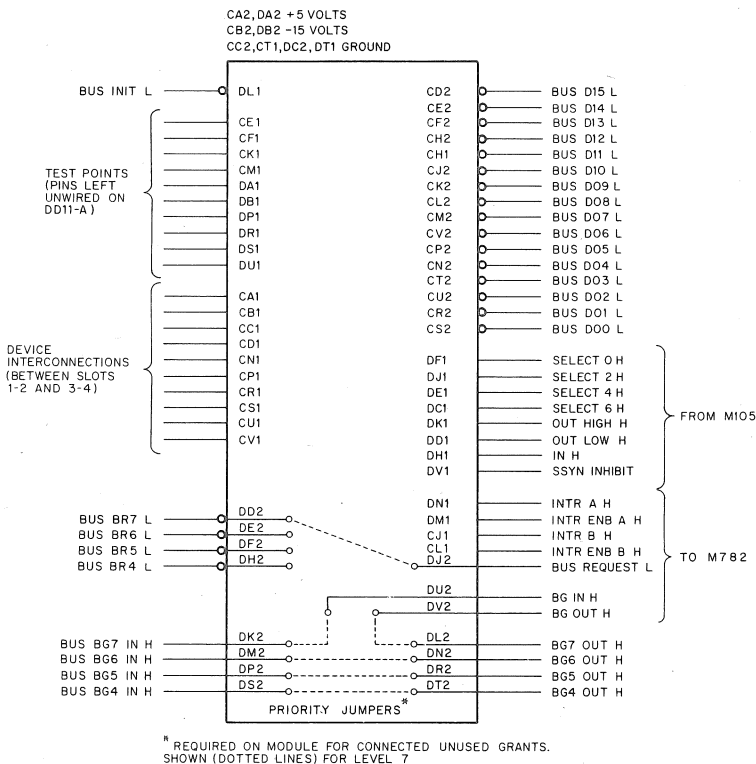 CA2,DA2 +5 VOLTS
CB2,DB2 -15 VOLTS
CC2,CT1,DC2,DT1 GROUND
BUS INIT L
DL1
TEST POINTS
(PINS LEFT
UNWIRED ON
DD11-A)
CE1
CF1
CK1
CM1
DA1
DB1
DP1
DR1
DS1
DU1
DEVICE
INTERCONNECTIONS
(BETWEEN SLOTS
1-2 AND 3-4)
CA1
CB1
CC1
CD1
CN1
CP1
CR1
CS1
CU1
CV1
BUS BR7 L DD2
BUS BR6 L DE2
BUS BR5 L DF2
BUS BR4 L DH2
BUS BG7 IN H DK2
BUS BG6 IN H DM2
BUS BG5 IN H DP2
BUS BG4 IN H DS2
CD2 BUS D15 L
CE2 BUS D14 L
CF2 BUS D13 L
CH2 BUS D12 L
CH1 BUS D11 L
CJ2 BUS D10 L
CK2 BUS D09 L
CL2 BUS D08 L
CM2 BUS D07 L
CV2 BUS D06 L
CP2 BUS D05 L
CN2 BUS D04 L
CT2 BUS D03 L
CU2 BUS D02 L
CR2 BUS D01 L
CS2 BUS D00 L
DF1 SELECT 0 H
DJ1 SELECT 2 H
DE1 SELECT 4 H
DC1 SELECT 6 H
DK1 OUT HIGH H
DD1 OUT LOW H
DH1 IN H
DV1 SSYN INHIBIT
FROM M105
DN1 INTR A H
DM1 INTR ENB A H
CJ1 INTR B H
CL1 INTR ENB B H
DJ2 BUS REQUEST L
DU2 BG IN H
DV2 BG OUT H
TO M782
DL2 BG7 OUT H
DN2 BG6 OUT H
DR2 BG5 OUT H
DT2 BG4 OUT H
PRIORITY JUMPERS*
* REQUIRED ON MODULE FOR CONNECTED UNUSED GRANTS.
SHOWN (DOTTED LINES) FOR LEVEL 7